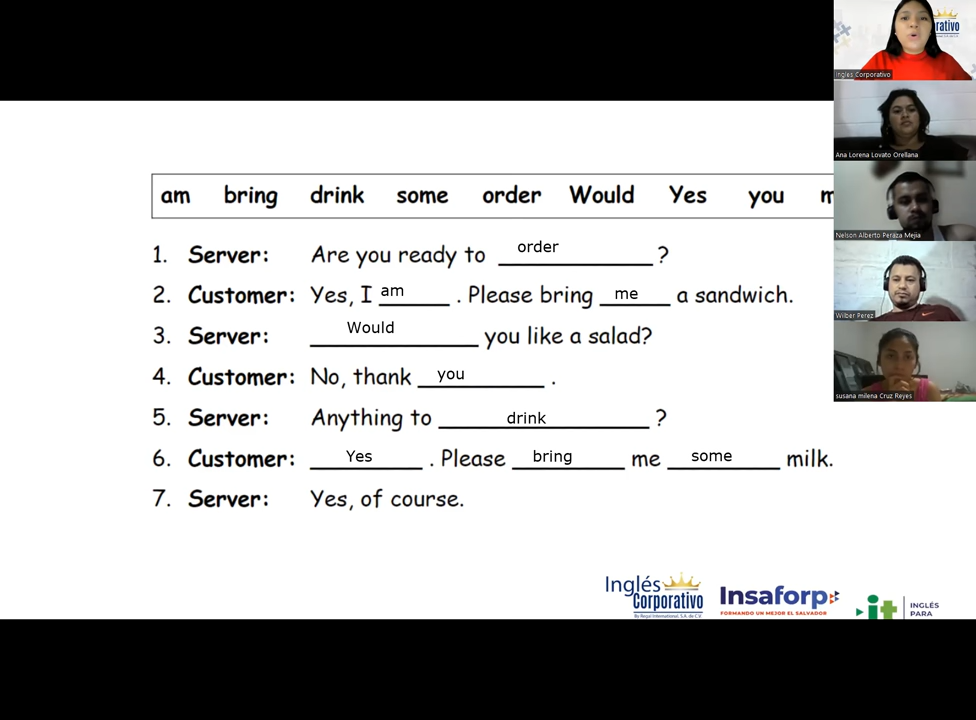 am bring drink some order Would Yes you m
1. Server: Are you ready to order ?
2. Customer: Yes, I am . Please bring me a sandwich.
3. Server: Would you like a salad?
4. Customer: No, thank you .
5. Server: Anything to drink ?
6. Customer: Yes . Please bring me some milk.
7. Server: Yes, of course.
Inglés Corporativo
Insaforp
FORMANDO UN MEJOR EL SALVADOR
it INGLÉS PARA
rativo
Inglés Corporativo
Ana Lorena Lovato Orellana
Nelson Alberto Peraza Mejia
Wilber Perez
susana milena Cruz Reyes